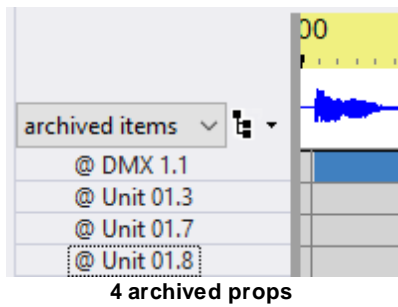 00
archived items
@ DMX 1.1
@ Unit 01.3
@ Unit 01.7
@ Unit 01.8
4 archived props